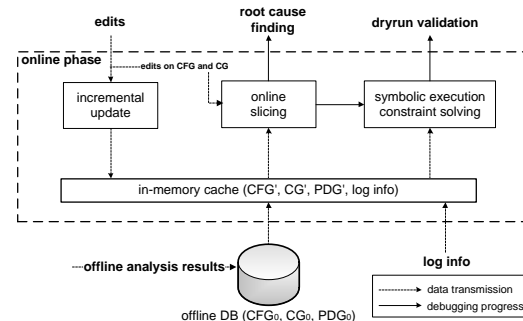 edits
root cause
finding
dryrun validation
online phase
edits on CFG and CG
incremental
update
online
slicing
symbolic execution
constraint solving
in-memory cache (CFG', CG', PDG', log info)
offline analysis results
log info
data transmission
debugging progress
offline DB (CFG₀, CG₀, PDG₀)